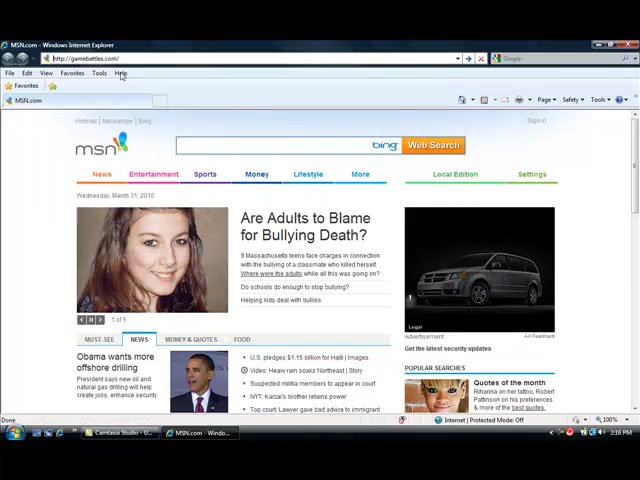 MSN.com - Windows Internet Explorer
http://gamebattles.com/
Google
File Edit View Favorites Tools Help
Favorites
MSN.com
Page Safety Tools
Hotmail Messenger Bing
Sign in
msn
bing Web Search
News Entertainment Sports Money Lifestyle More Local Edition Settings
Wednesday, March 31, 2010
Are Adults to Blame
for Bullying Death?
9 Massachusetts teens face charges in connection
with the bullying of a classmate who killed herself.
Where were the adults while all this was going on?
Do schools do enough to stop bullying?
Helping kids deal with bullies
1 of 5
Legal
Advertisement Ad Feedback
Get the latest security updates
MUST-SEE NEWS MONEY & QUOTES FOOD
Obama wants more
offshore drilling
President says new oil and
natural gas drilling will help
create jobs, enhance security
U.S. pledges $1.15 billion for Haiti | Images
Video: Heavy rain soaks Northeast | Story
Suspected militia members to appear in court
NYT: Karzai's brother retains power
Top court: Lawyer gave bad advice to immigrant
POPULAR SEARCHES
Quotes of the month
Rihanna on her tattoo, Robert
Pattinson on his preferences
& more of the best quotes.
Done
Internet | Protected Mode: Off
100%
Camtasia Studio - U...
MSN.com - Windo...
2:16 PM